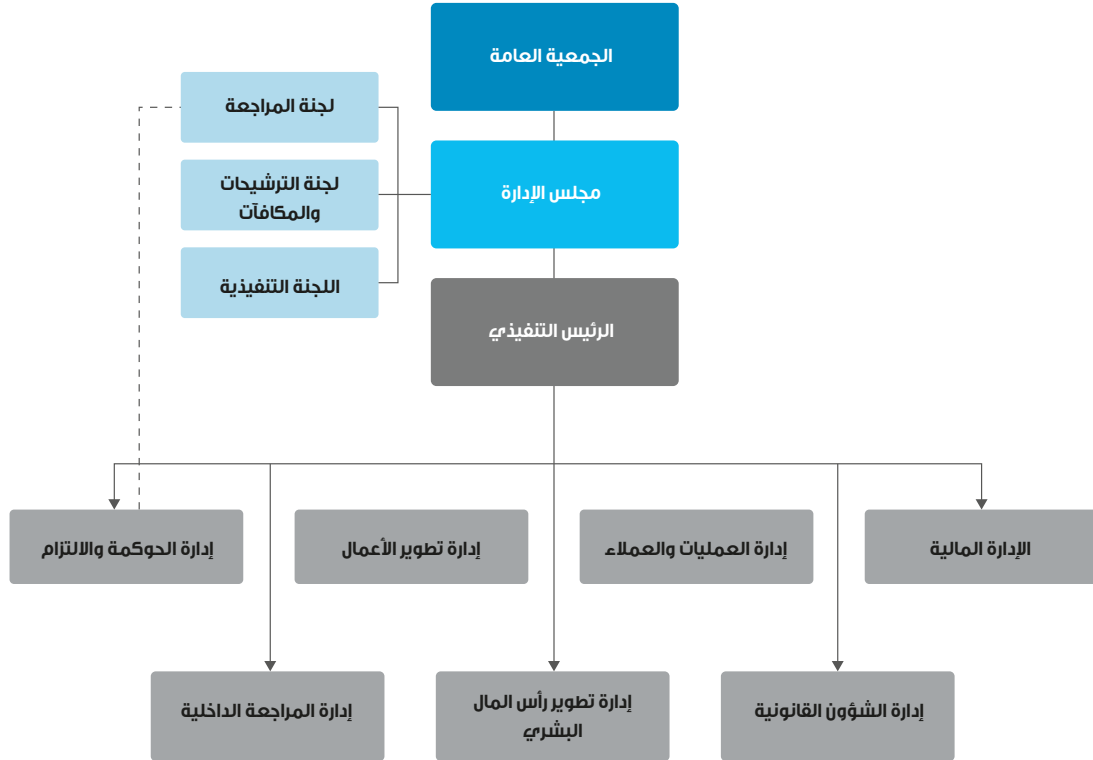 الجمعية العامة
لجنة المراجعة
مجلس الإدارة
لجنة الترشيحات
والمكافآت
اللجنة التنفيذية
الرئيس التنفيذي
الإدارة المالية
إدارة العمليات والعملاء
إدارة تطوير الأعمال
إدارة الحوكمة والالتزام
إدارة الشؤون القانونية
إدارة تطوير رأس المال
البشري
إدارة المراجعة الداخلية